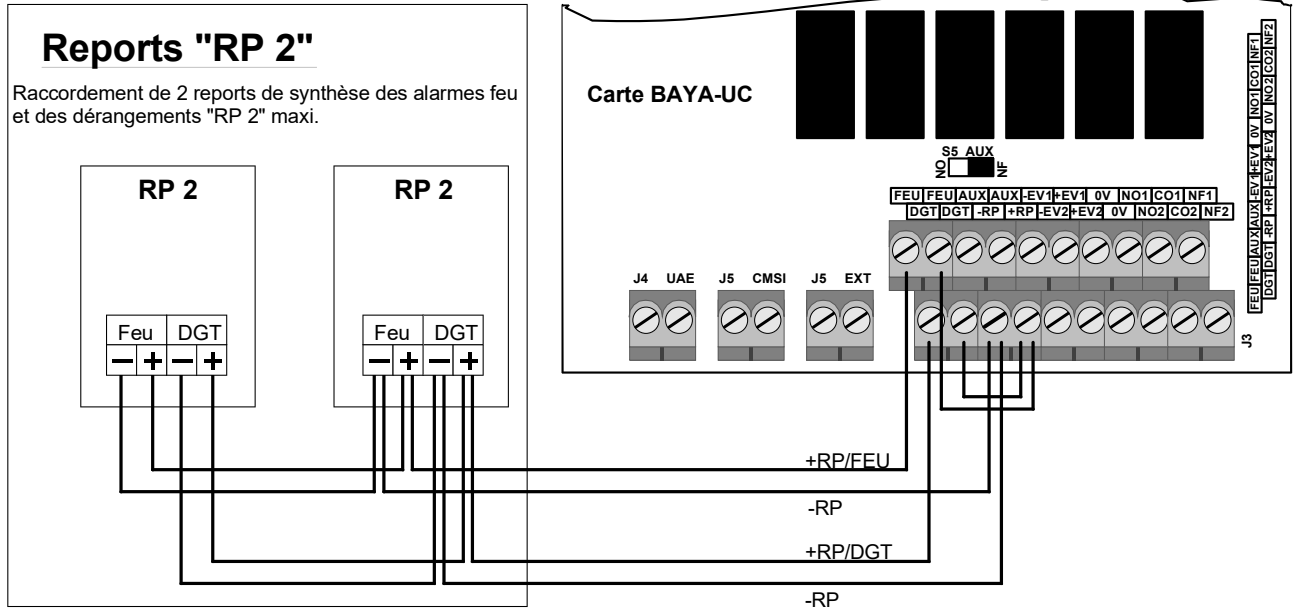 Reports "RP 2"
Raccordement de 2 reports de synthèse des alarmes feu
et des dérangements "RP 2" maxi.
RP 2
Feu DGT
− + − +
RP 2
Feu DGT
− + − +
Carte BAYA-UC
S5 AUX
NO NF
FEU FEU AUX AUX -EV1 +EV1 0V NO1 CO1 NF1
DGT DGT -RP +RP -EV2 +EV2 0V NO2 CO2 NF2
J4 UAE J5 CMSI J5 EXT
FEU FEU AUX AUX -EV1 +EV1 0V NO1 CO1 NF1
DGT DGT -RP +RP -EV2 +EV2 0V NO2 CO2 NF2
J3
+RP/FEU
-RP
+RP/DGT
-RP